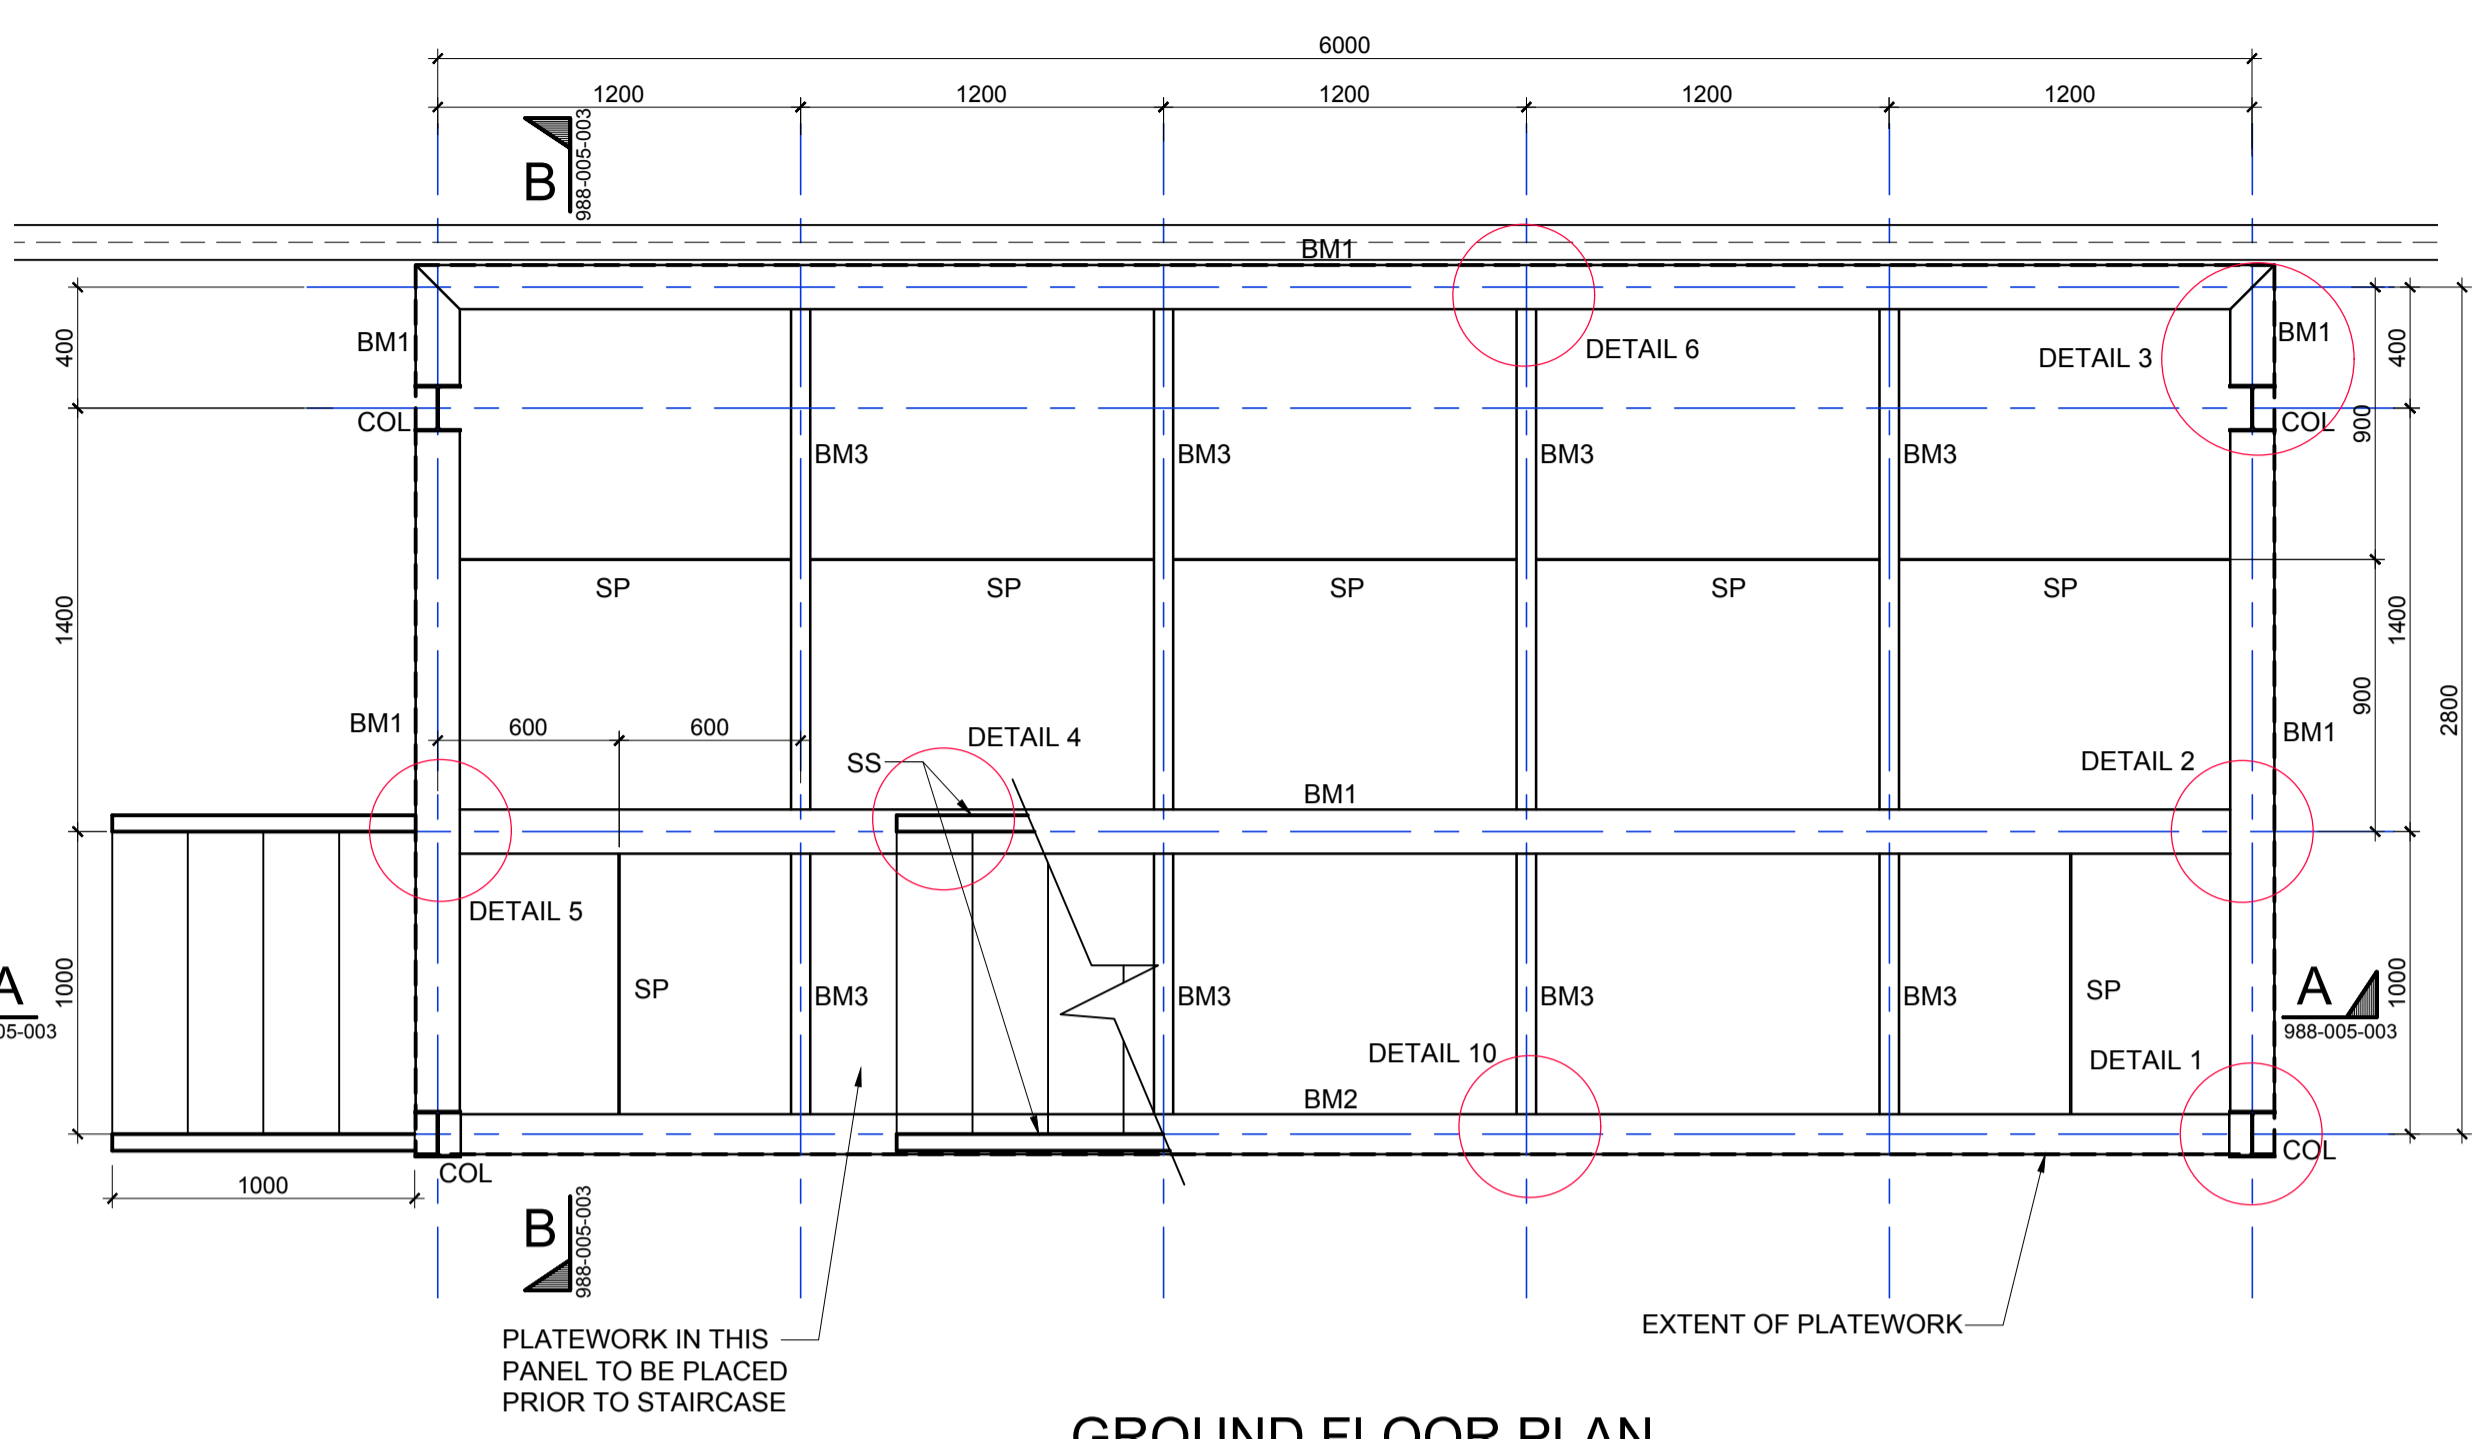 6000
1200 1200 1200 1200 1200
B 988-005-003
BM1
BM1 DETAIL 6 DETAIL 3 BM1
400 400
COL COL
900
BM3 BM3 BM3 BM3
SP SP SP SP SP
1400 1400
900
2800
BM1 600 600 SS DETAIL 4 BM1
DETAIL 2
BM1
DETAIL 5
A 1000 SP BM3 BM3 BM3 BM3 SP A 1000
05-003 988-005-003
DETAIL 10 DETAIL 1
BM2
COL COL
1000
B 988-005-003
PLATEWORK IN THIS
PANEL TO BE PLACED
PRIOR TO STAIRCASE
EXTENT OF PLATEWORK
GROUND FLOOR PLAN